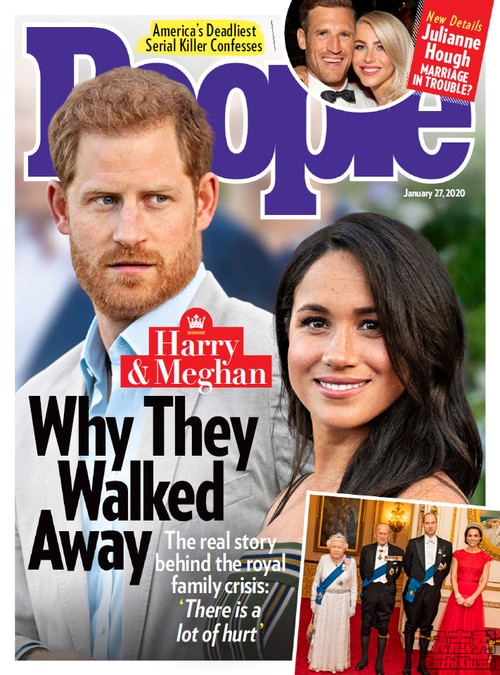 America's Deadliest
Serial Killer Confesses
New Details
Julianne
Hough
MARRIAGE
IN TROUBLE?
People
January 27, 2020
Harry
& Meghan
Why They
Walked
Away
The real story
behind the royal
family crisis:
‘There is a
lot of hurt’